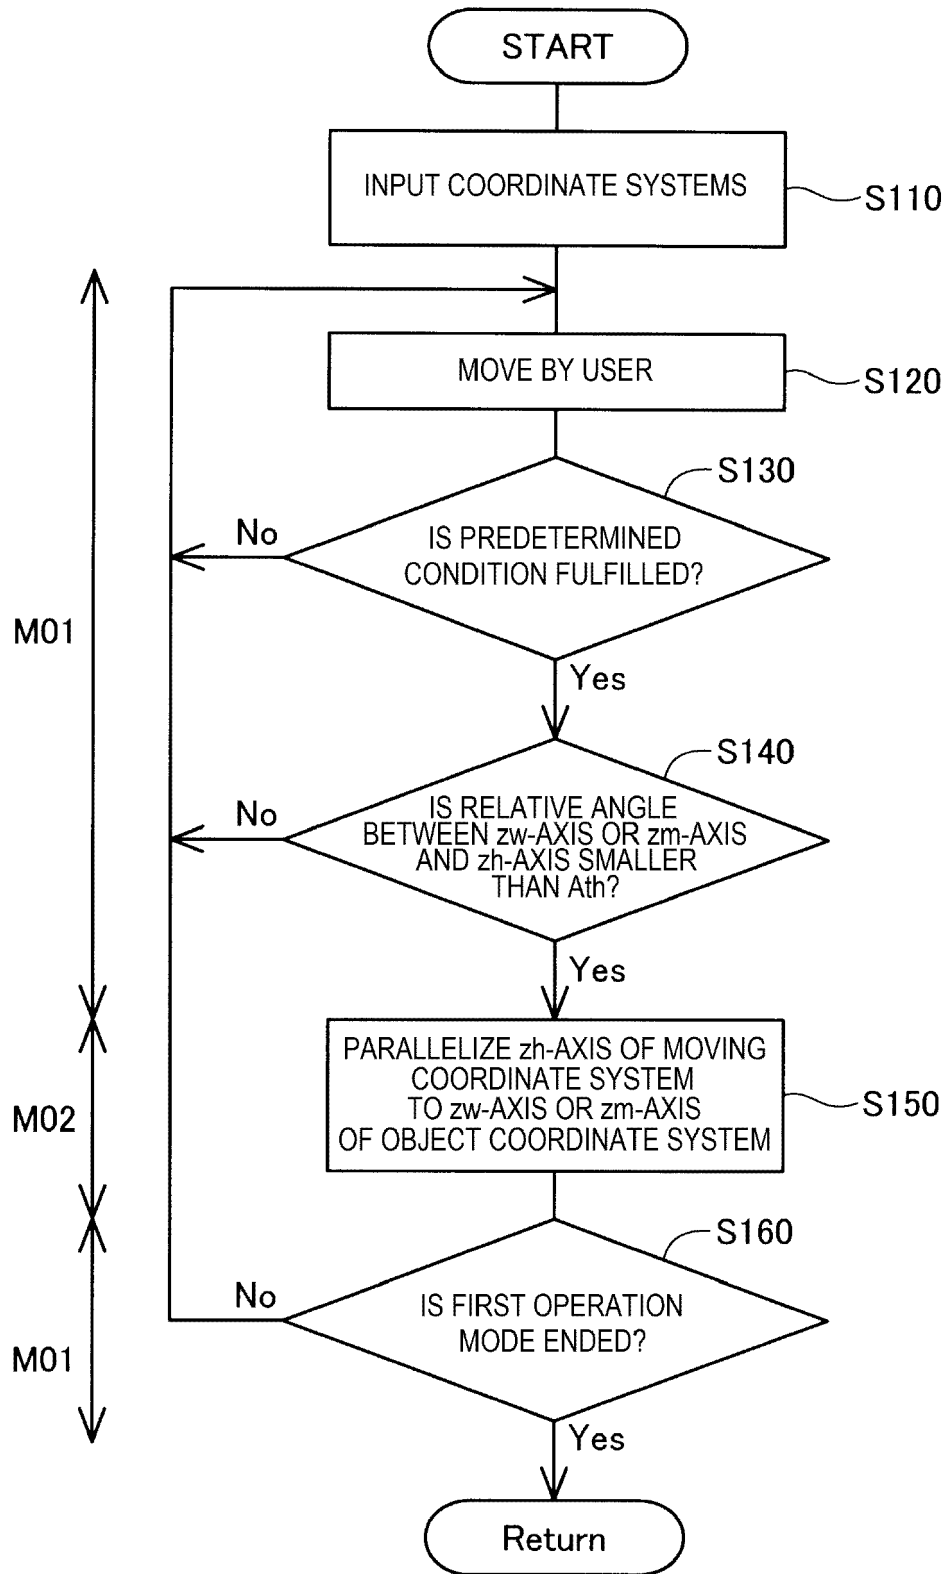 START
INPUT COORDINATE SYSTEMS
S110
MOVE BY USER
S120
S130
No
IS PREDETERMINED
CONDITION FULFILLED?
M01
Yes
S140
No
IS RELATIVE ANGLE
BETWEEN zw-AXIS OR zm-AXIS
AND zh-AXIS SMALLER
THAN Ath?
Yes
PARALLELIZE zh-AXIS OF MOVING
COORDINATE SYSTEM
TO zw-AXIS OR zm-AXIS
OF OBJECT COORDINATE SYSTEM
S150
M02
S160
No
IS FIRST OPERATION
MODE ENDED?
M01
Yes
Return